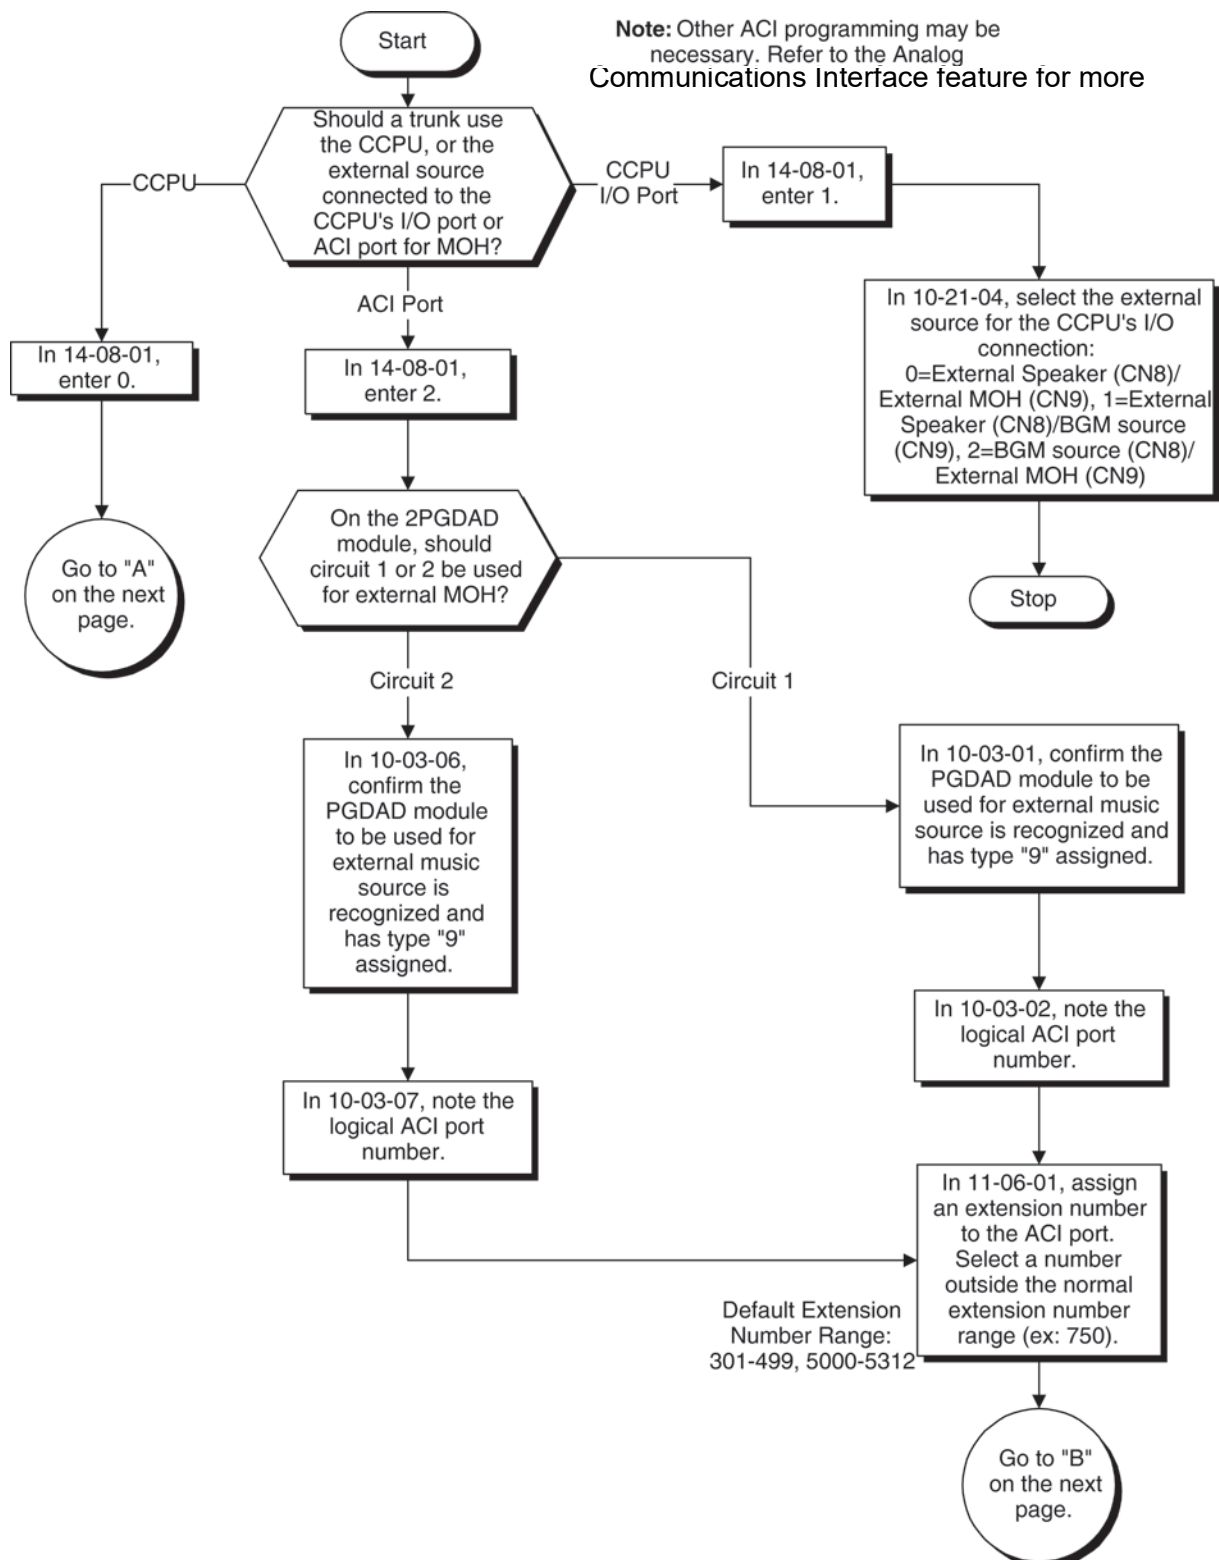 Start
Note: Other ACI programming may be
necessary. Refer to the Analog
Communications Interface feature for more
Should a trunk use
the CCPU, or the
external source
connected to the
CCPU's I/O port or
ACI port for MOH?
CCPU
CCPU
I/O Port
In 14-08-01,
enter 1.
ACI Port
In 10-21-04, select the external
source for the CCPU's I/O
connection:
0=External Speaker (CN8)/
External MOH (CN9), 1=External
Speaker (CN8)/BGM source
(CN9), 2=BGM source (CN8)/
External MOH (CN9)
In 14-08-01,
enter 0.
In 14-08-01,
enter 2.
On the 2PGDAD
module, should
circuit 1 or 2 be used
for external MOH?
Go to "A"
on the next
page.
Stop
Circuit 2
Circuit 1
In 10-03-06,
confirm the
PGDAD module
to be used for
external music
source is
recognized and
has type "9"
assigned.
In 10-03-01, confirm the
PGDAD module to be
used for external music
source is recognized and
has type "9" assigned.
In 10-03-02, note the
logical ACI port
number.
In 10-03-07, note the
logical ACI port
number.
In 11-06-01, assign
an extension number
to the ACI port.
Select a number
outside the normal
extension number
range (ex: 750).
Default Extension
Number Range:
301-499, 5000-5312
Go to "B"
on the next
page.